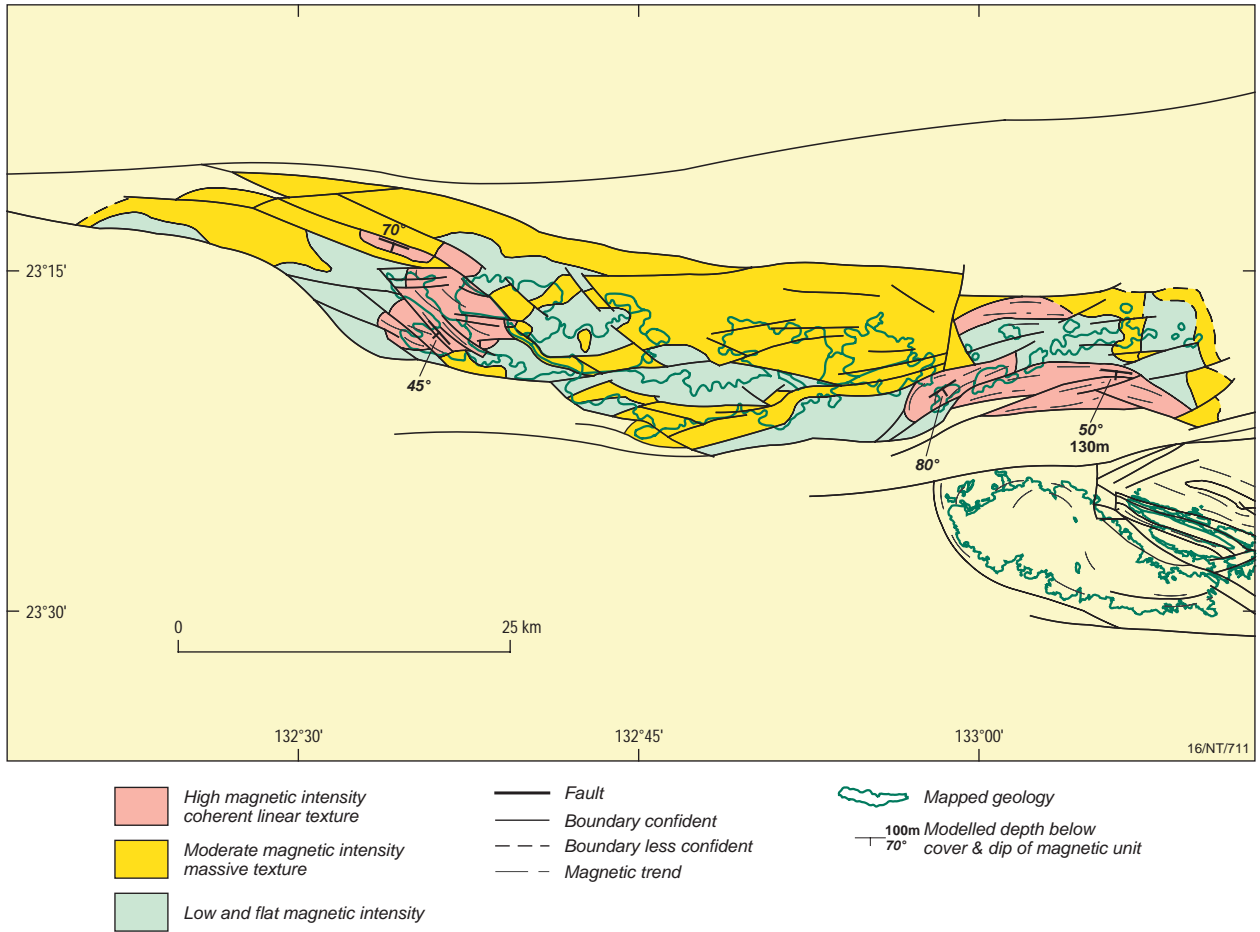 70°
23°15'
45°
50°
130m
80°
23°30'
0
25 km
132°30'
132°45'
133°00'
16/NT/711
High magnetic intensity
coherent linear texture
Moderate magnetic intensity
massive texture
Low and flat magnetic intensity
Fault
Boundary confident
Boundary less confident
Magnetic trend
Mapped geology
100m
70°
Modelled depth below
cover & dip of magnetic unit